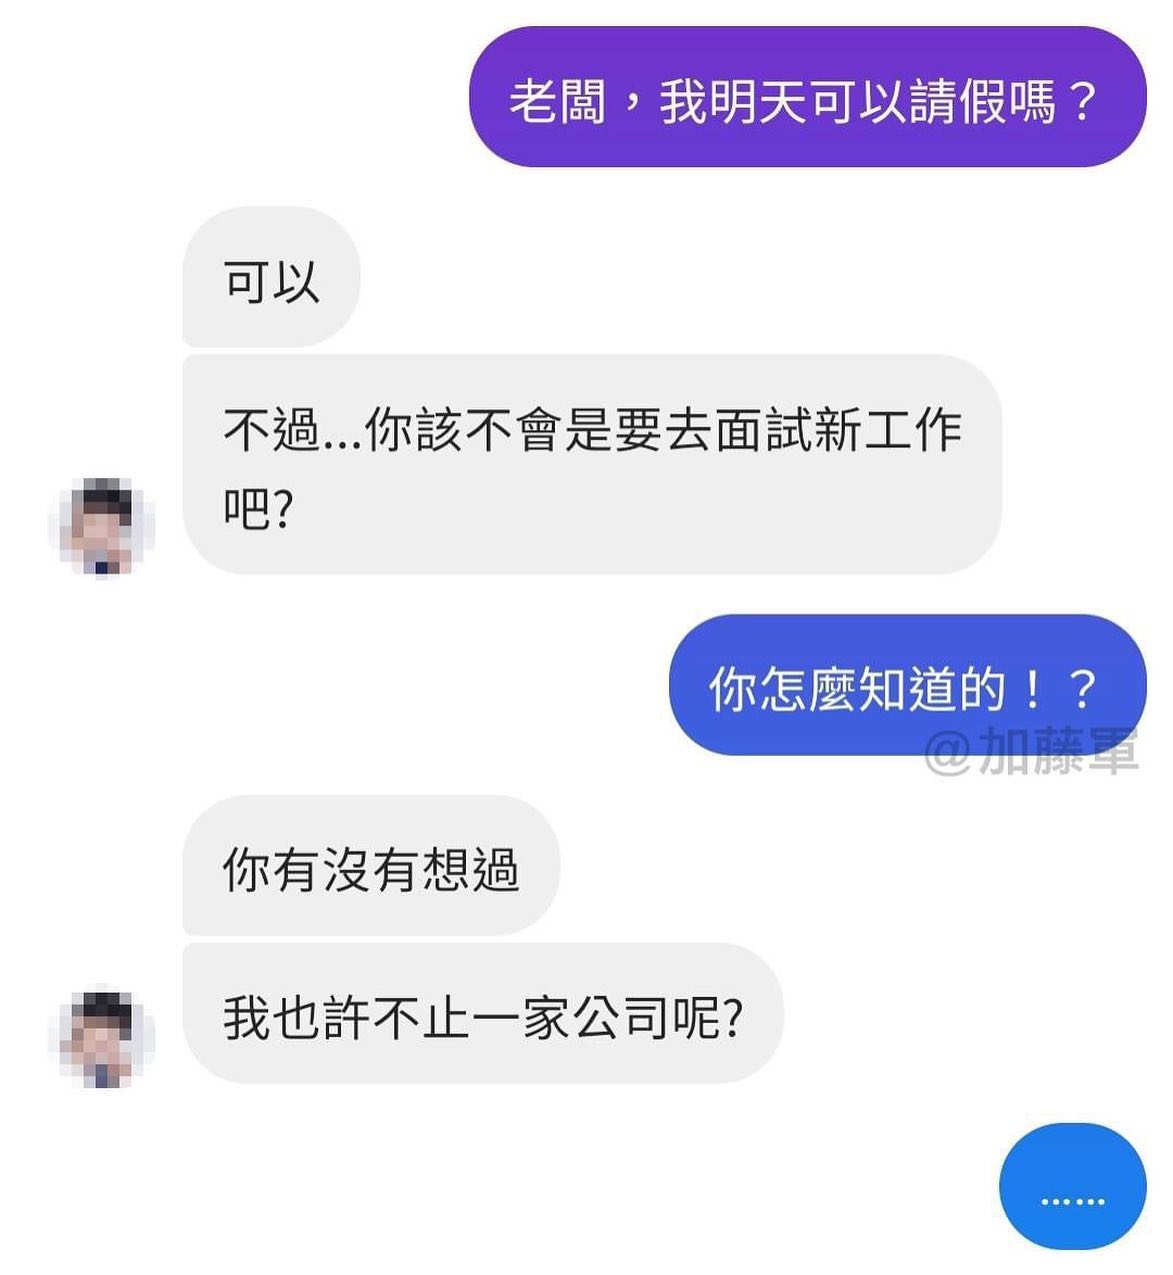 老闆，我明天可以請假嗎？
可以
不過...你該不會是要去面試新工作
吧?
你怎麼知道的！？
@加藤軍
你有沒有想過
我也許不止一家公司呢?
……